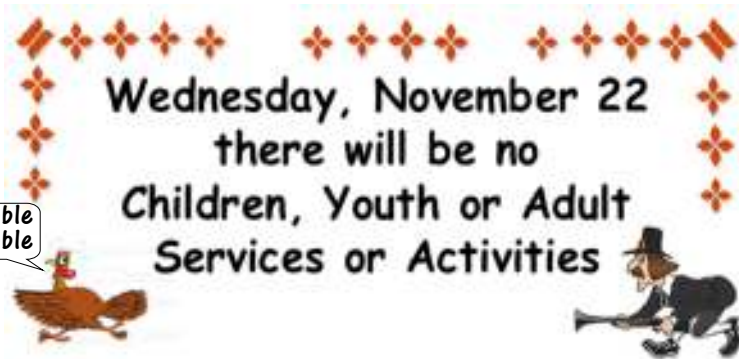 Wednesday, November 22
there will be no
Children, Youth or Adult
Services or Activities
ble
ble